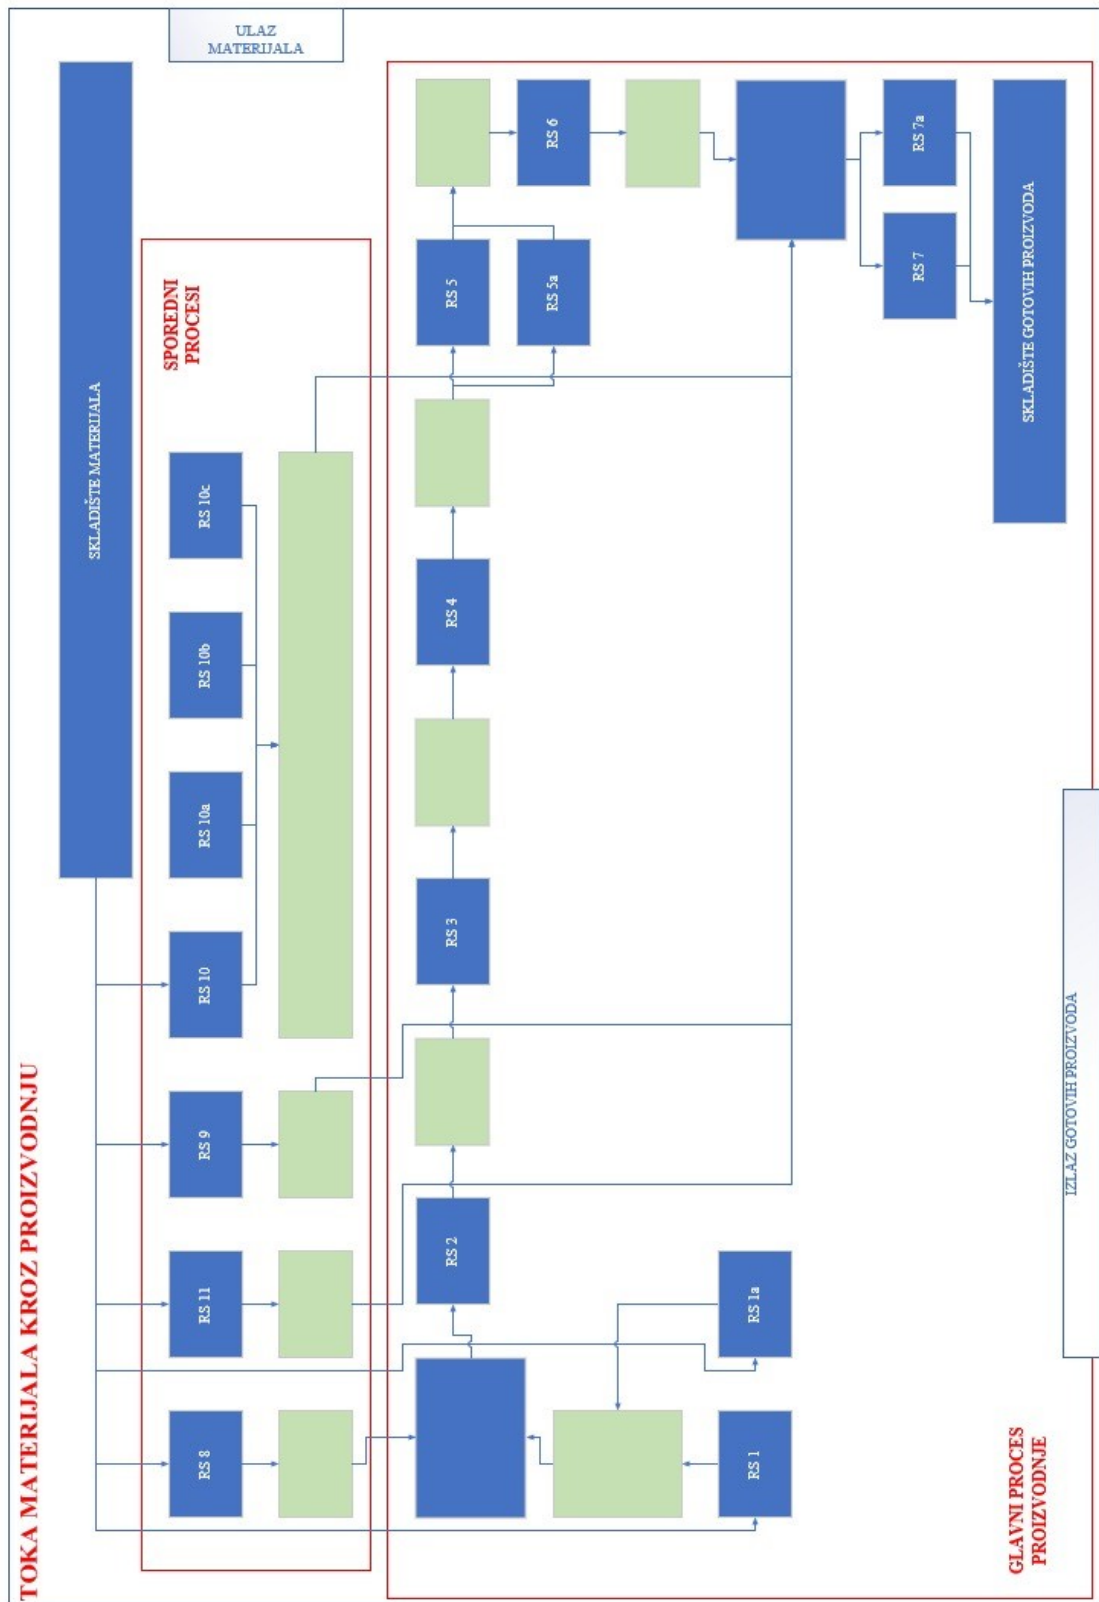 TOKA MATERIJALA KROZ PROIZVODNJU
ULAZ
MATERIJALA
SKLADIŠTE MATERIJALA
SPOREDNI
PROCESI
RS 8
RS 11
RS 9
RS 10
RS 10a
RS 10b
RS 10c
RS 2
RS 3
RS 4
RS 5
RS 5a
RS 6
RS 1
RS 1a
RS 7
RS 7a
SKLADIŠTE GOTOVIH PROIZVODA
GLAVNI PROCES
PROIZVODNJE
IZLAZ GOTOVIH PROIZVODA